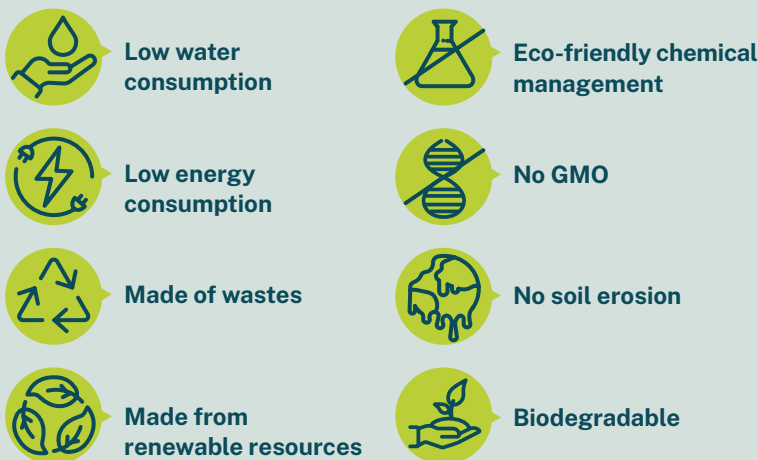 Low water
consumption
Eco-friendly chemical
management
Low energy
consumption
No GMO
Made of wastes
No soil erosion
Made from
renewable resources
Biodegradable